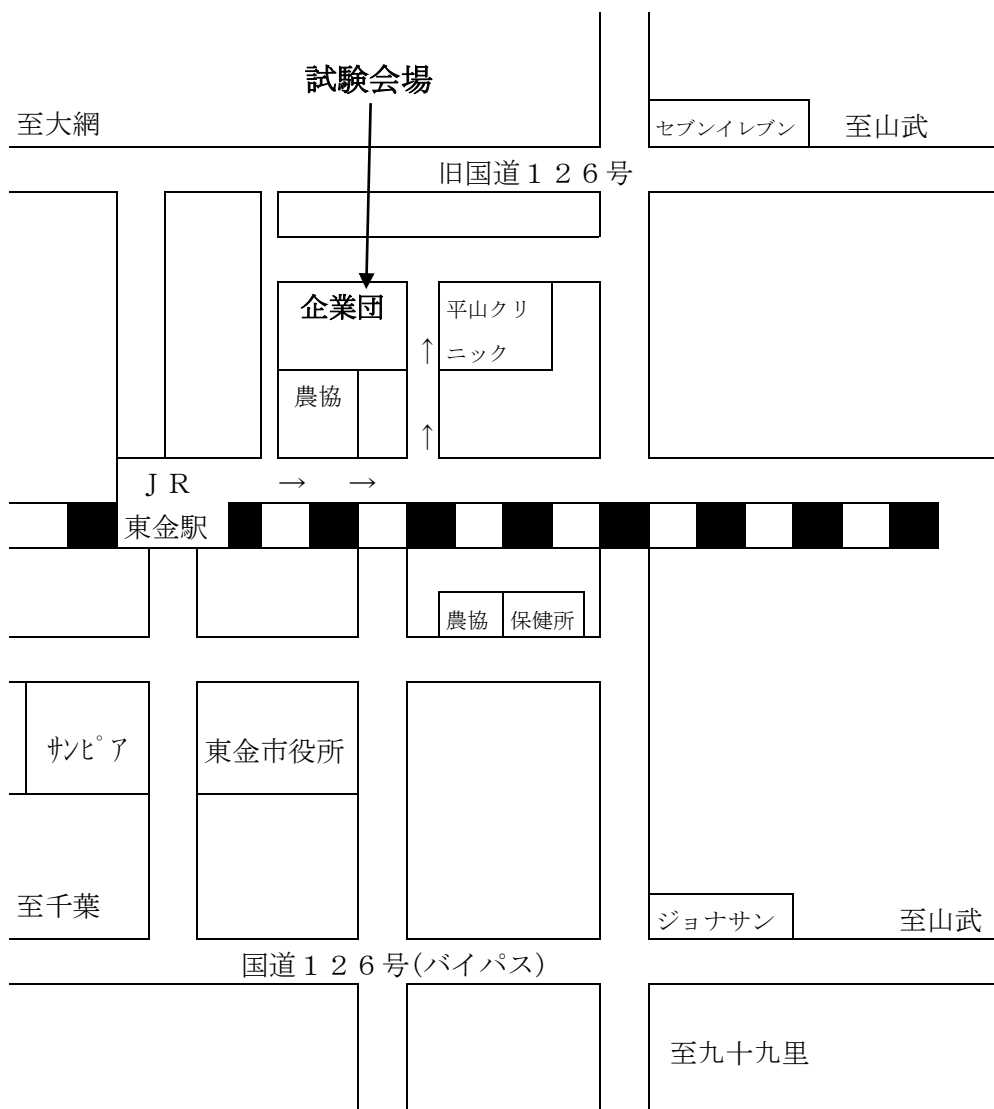 試験会場
至大網
セブンイレブン
至山武
旧国道１２６号
企業団
平山クリ
ニック
↑
農協
↑
ＪＲ
→ →
東金駅
農協
保健所
ｻﾝﾋﾟｱ
東金市役所
至千葉
ジョナサン
至山武
国道１２６号(バイパス)
至九十九里